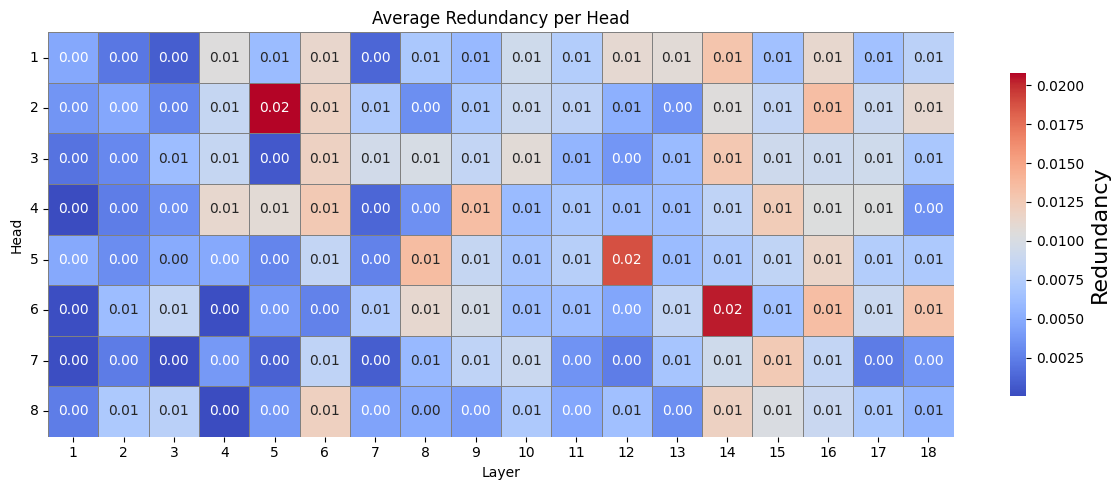 Average Redundancy per Head
1 0.00 0.00 0.00 0.01 0.01 0.01 0.00 0.01 0.01 0.01 0.01 0.01 0.01 0.01 0.01 0.01 0.01 0.01
2 0.00 0.00 0.00 0.01 0.02 0.01 0.01 0.00 0.01 0.01 0.01 0.01 0.00 0.01 0.01 0.01 0.01 0.01
3 0.00 0.00 0.01 0.01 0.00 0.01 0.01 0.01 0.01 0.01 0.01 0.00 0.01 0.01 0.01 0.01 0.01 0.01
4 0.00 0.00 0.00 0.01 0.01 0.01 0.00 0.00 0.01 0.01 0.01 0.01 0.01 0.01 0.01 0.01 0.01 0.00
5 0.00 0.00 0.00 0.00 0.00 0.01 0.00 0.01 0.01 0.01 0.01 0.02 0.01 0.01 0.01 0.01 0.01 0.01
6 0.00 0.01 0.01 0.00 0.00 0.00 0.01 0.01 0.01 0.01 0.01 0.00 0.01 0.02 0.01 0.01 0.01 0.01
7 0.00 0.00 0.00 0.00 0.00 0.01 0.00 0.01 0.01 0.01 0.00 0.00 0.01 0.01 0.01 0.01 0.00 0.00
8 0.00 0.01 0.01 0.00 0.00 0.01 0.00 0.00 0.00 0.01 0.00 0.01 0.00 0.01 0.01 0.01 0.01 0.01
1 2 3 4 5 6 7 8 9 10 11 12 13 14 15 16 17 18
Layer
Head
0.0200
0.0175
0.0150
0.0125
0.0100
0.0075
0.0050
0.0025
Redundancy